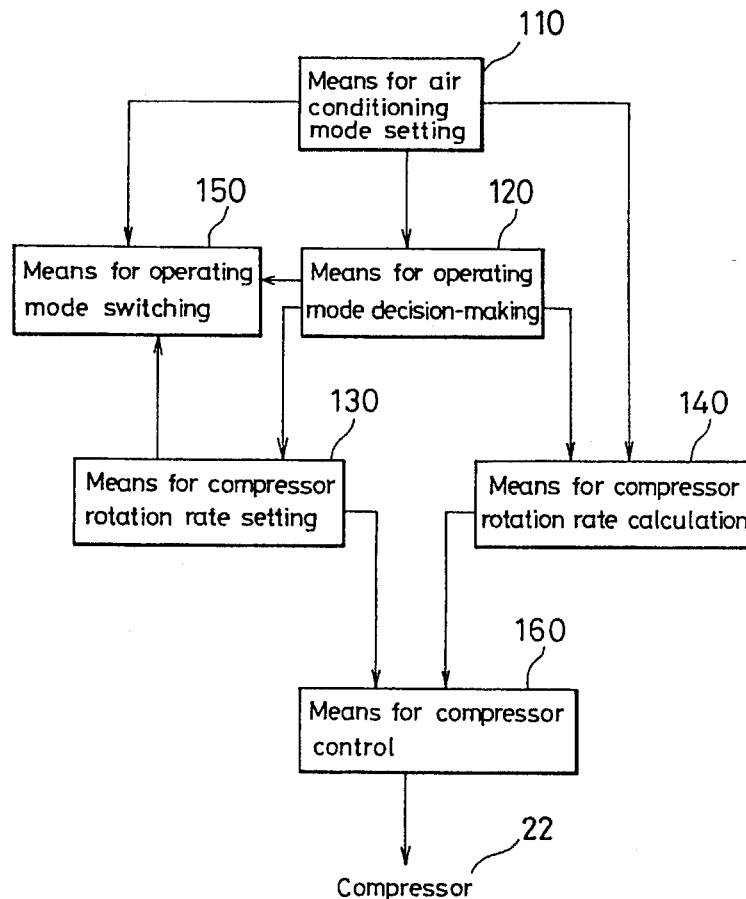 110
Means for air
conditioning
mode setting
150
120
Means for operating
mode switching
Means for operating
mode decision-making
130
140
Means for compressor
rotation rate setting
Means for compressor
rotation rate calculation
160
Means for compressor
control
22
Compressor